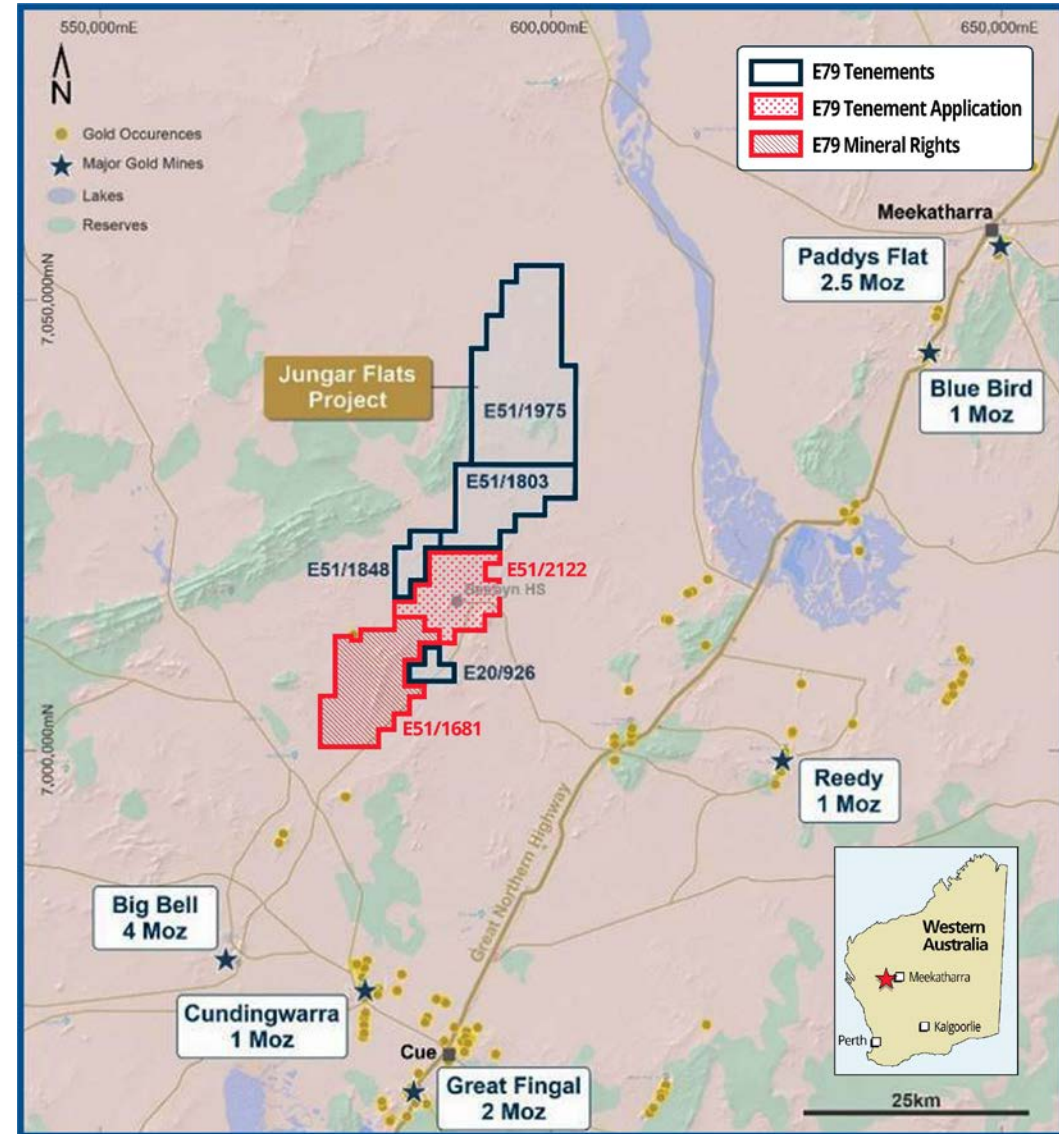 550,000mE
600,000mE
650,000mE
N
Gold Occurences
Major Gold Mines
Lakes
Reserves
E79 Tenements
E79 Tenement Application
E79 Mineral Rights
Meekatharra
Paddys Flat
2.5 Moz
7,050,000mN
Blue Bird
1 Moz
Jungar Flats
Project
E51/1975
E51/1803
E51/1848
E51/2122
HS
E20/926
E51/1681
7,000,000mN
Reedy
1 Moz
Great Northern Highway
Big Bell
4 Moz
Cundingwarra
1 Moz
Cue
Great Fingal
2 Moz
Western
Australia
Meekatharra
Kalgoorlie
Perth
25km